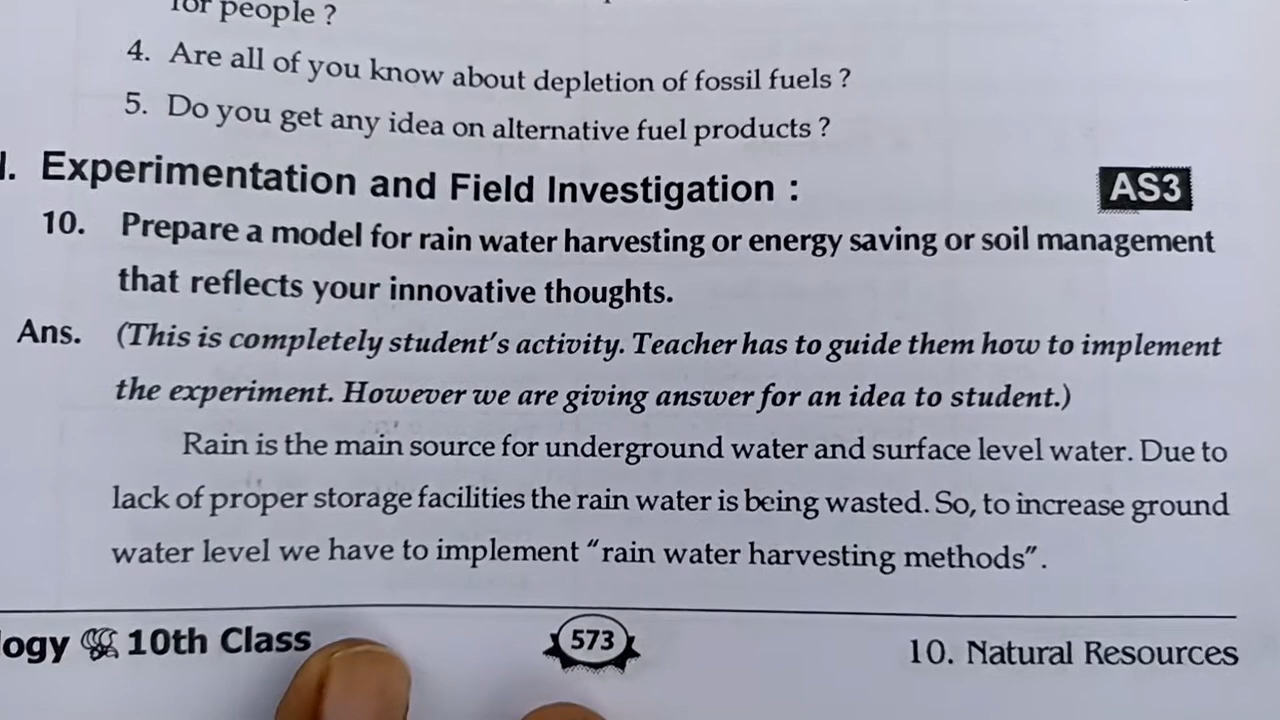 for people ?
4. Are all of you know about depletion of fossil fuels ?
5. Do you get any idea on alternative fuel products ?
I. Experimentation and Field Investigation : AS3
10. Prepare a model for rain water harvesting or energy saving or soil management
that reflects your innovative thoughts.
Ans. (This is completely student's activity. Teacher has to guide them how to implement
the experiment. However we are giving answer for an idea to student.)
Rain is the main source for underground water and surface level water. Due to
lack of proper storage facilities the rain water is being wasted. So, to increase ground
water level we have to implement “rain water harvesting methods”.
ogy 10th Class 573 10. Natural Resources